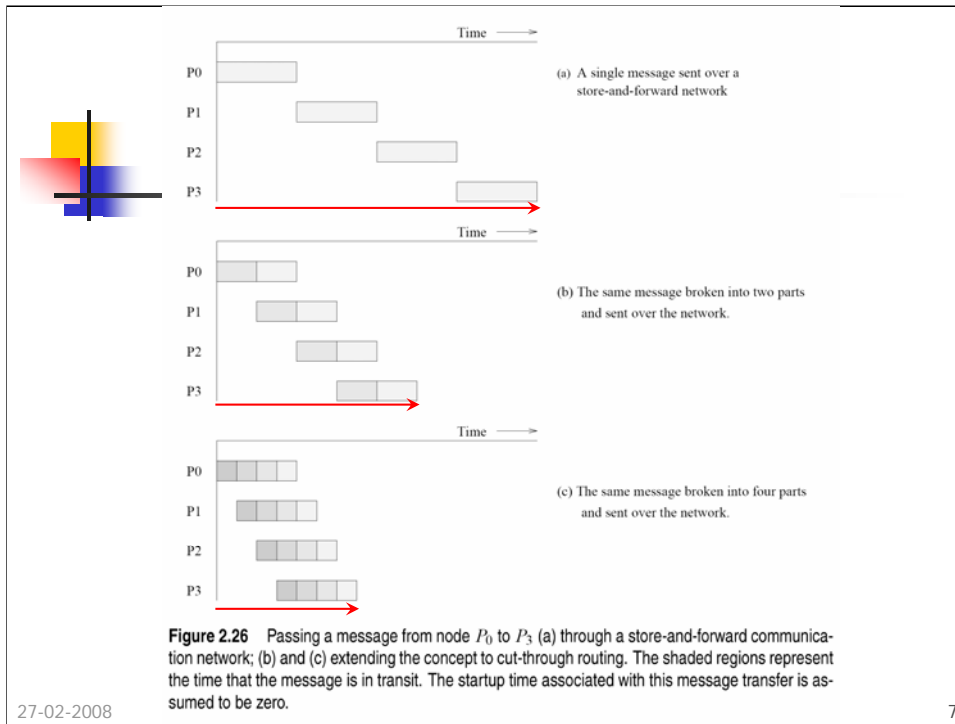 Time
P0
(a) A single message sent over a
store-and-forward network
P1
P2
P3
Time
P0
(b) The same message broken into two parts
and sent over the network.
P1
P2
P3
Time
P0
(c) The same message broken into four parts
and sent over the network.
P1
P2
P3
Figure 2.26 Passing a message from node P0 to P3 (a) through a store-and-forward communica-
tion network; (b) and (c) extending the concept to cut-through routing. The shaded regions represent
the time that the message is in transit. The startup time associated with this message transfer is as-
sumed to be zero.
27-02-2008
7